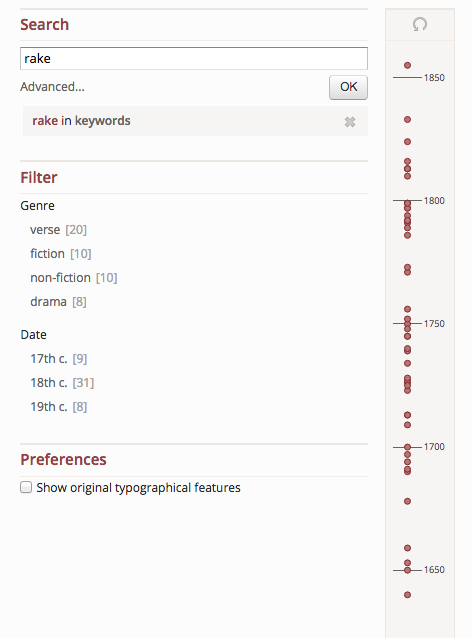 Search
rake
Advanced...
OK
rake in keywords
Filter
Genre
verse [20]
fiction [10]
non-fiction [10]
drama [8]
Date
17th c. [9]
18th c. [31]
19th c. [8]
Preferences
Show original typographical features
1850
1800
1750
1700
1650